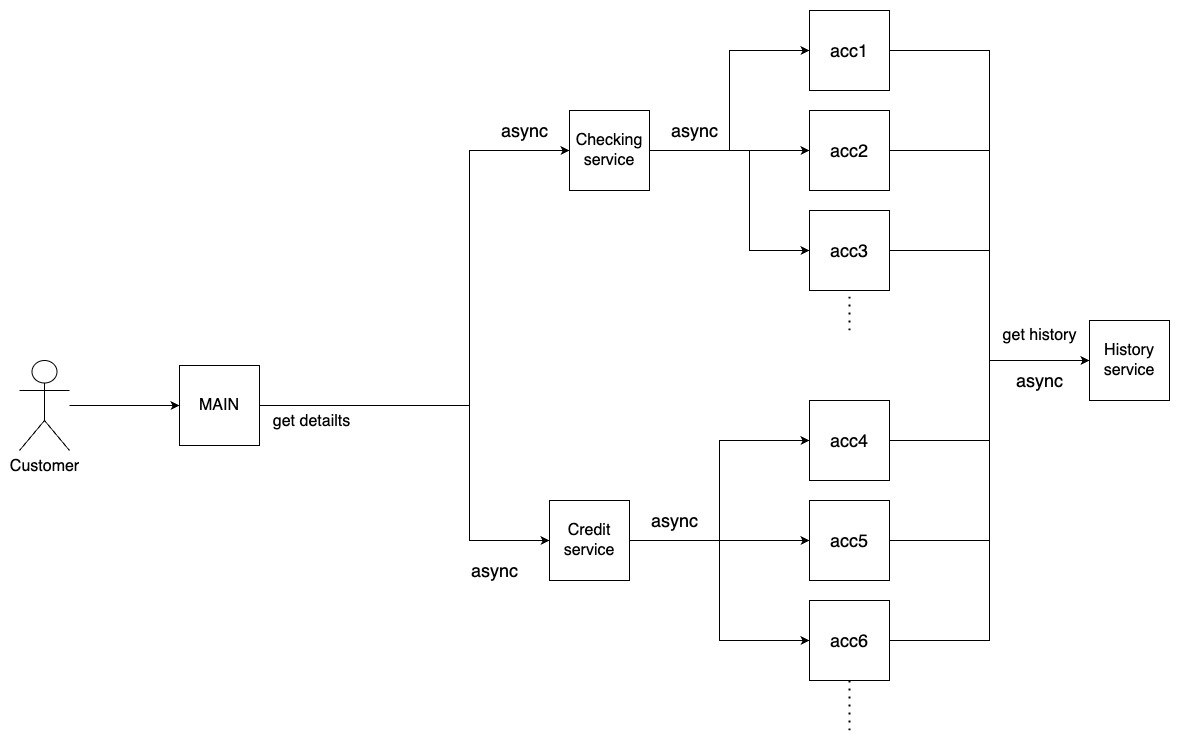 acc1
async
Checking
service
async
acc2
acc3
get history
History
service
async
MAIN
get detailts
Customer
acc4
async
Credit
service
acc5
async
acc6